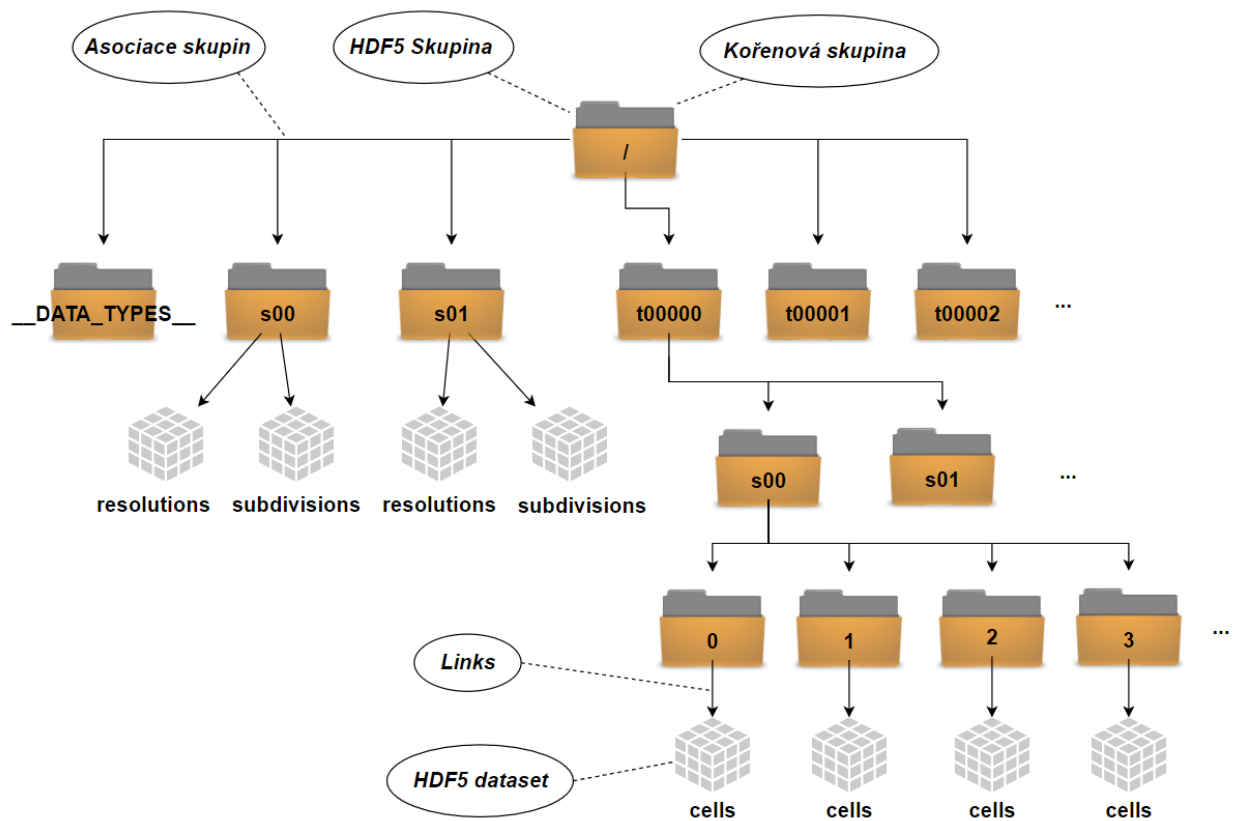 Asociace skupin
HDF5 Skupina
Kořenová skupina
/
__DATA_TYPES__
s00
s01
t00000
t00001
t00002
...
resolutions
subdivisions
resolutions
subdivisions
s00
s01
...
0
1
2
3
...
Links
HDF5 dataset
cells
cells
cells
cells